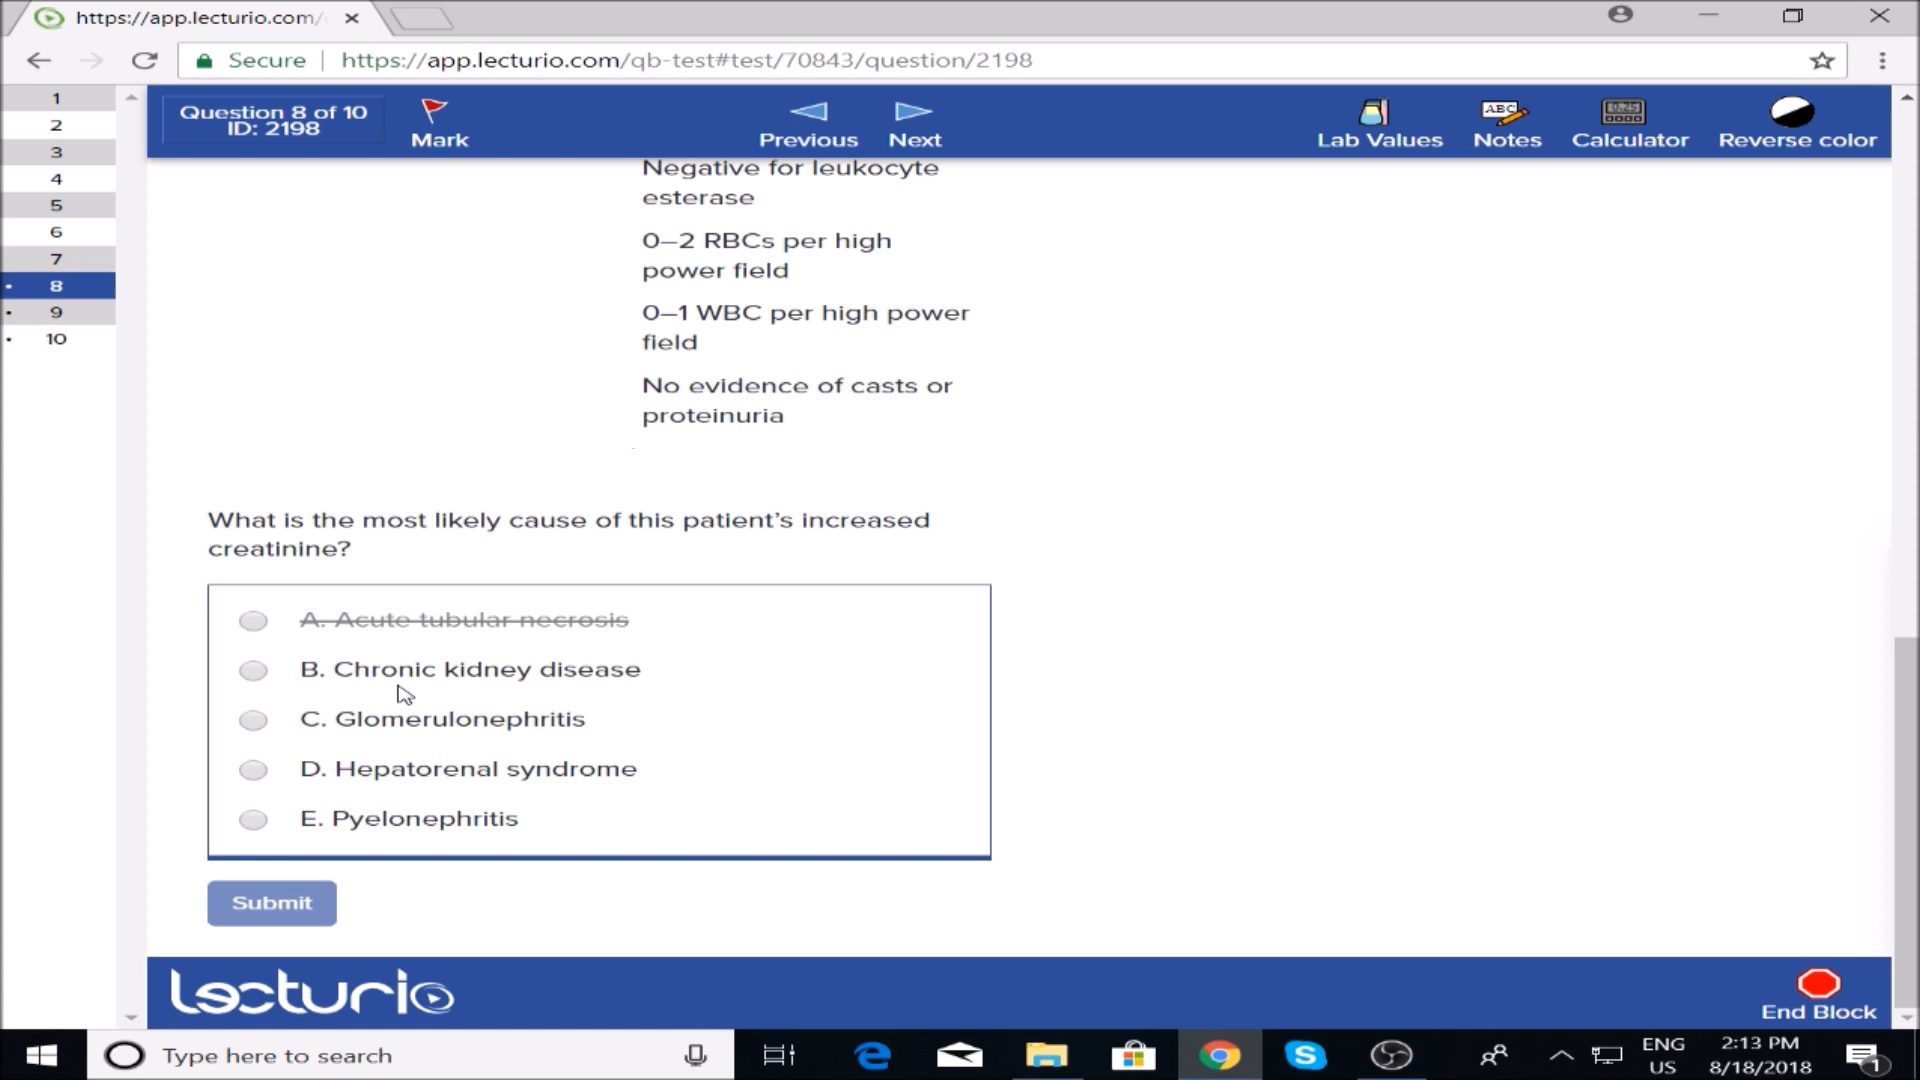 https://app.lecturio.com/
Secure
https://app.lecturio.com/qb-test#test/70843/question/2198
1
2
3
4
5
6
7
8
9
10
Question 8 of 10
ID: 2198
Mark
Previous
Next
Lab Values
ABC
Notes
0.25
Calculator
Reverse color
Negative for leukocyte
esterase
0–2 RBCs per high
power field
0–1 WBC per high power
field
No evidence of casts or
proteinuria
What is the most likely cause of this patient's increased
creatinine?
A. Acute tubular necrosis
B. Chronic kidney disease
C. Glomerulonephritis
D. Hepatorenal syndrome
E. Pyelonephritis
Submit
lecturio
End Block
Type here to search
ENG
US
2:13 PM
8/18/2018
1